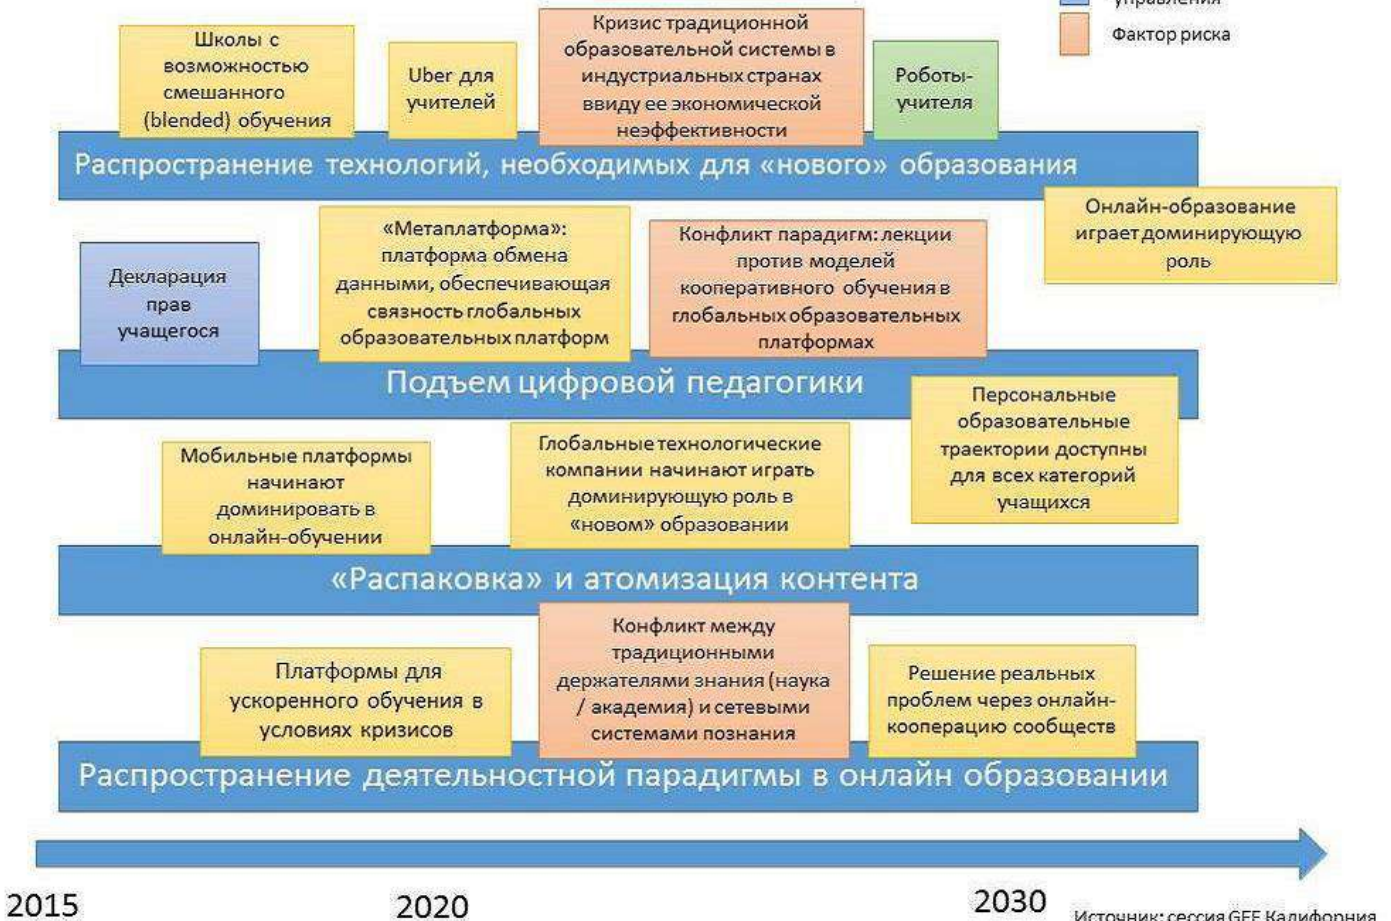 управления
Фактор риска
Школы с
возможностью
смешанного
(blended) обучения
Uber для
учителей
Кризис традиционной
образовательной системы в
индустриальных странах
ввиду ее экономической
неэффективности
Роботы-
учителя
Распространение технологий, необходимых для «нового» образования
Онлайн-образование
играет доминирующую
роль
Декларация
прав
учащегося
«Метаплатформа»:
платформа обмена
данными, обеспечивающая
связность глобальных
образовательных платформ
Конфликт парадигм: лекции
против моделей
кооперативного обучения в
глобальных образовательных
платформах
Подъем цифровой педагогики
Персональные
образовательные
траектории доступны
для всех категорий
учащихся
Мобильные платформы
начинают
доминировать в
онлайн-обучении
Глобальные технологические
компании начинают играть
доминирующую роль в
«новом» образовании
«Распаковка» и атомизация контента
Платформы для
ускоренного обучения в
условиях кризисов
Конфликт между
традиционными
держателями знания (наука
/ академия) и сетевыми
системами познания
Решение реальных
проблем через онлайн-
кооперацию сообществ
Распространение деятельностной парадигмы в онлайн образовании
2015
2020
2030
Источник: сессия GEF Калифорния